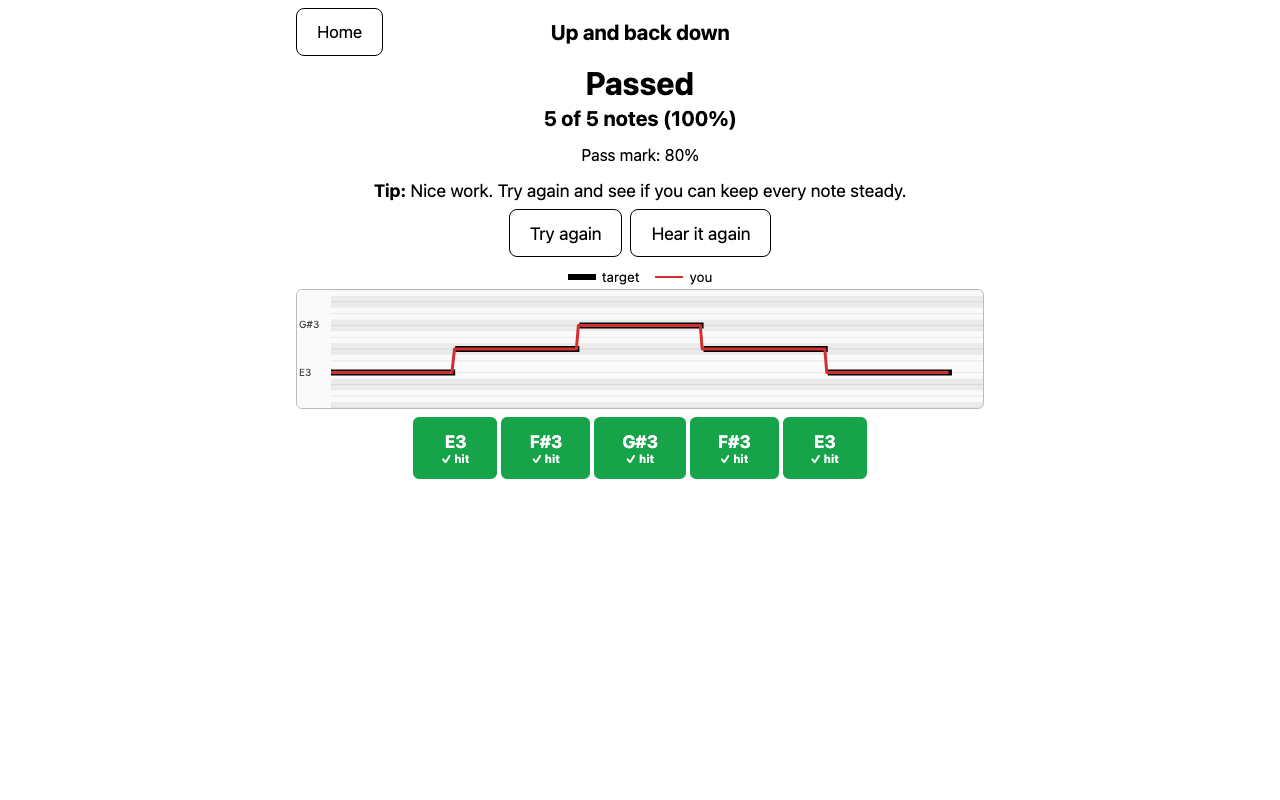 Home
Up and back down
Passed
5 of 5 notes (100%)
Pass mark: 80%
Tip: Nice work. Try again and see if you can keep every note steady.
Try again
Hear it again
target
you
G#3
E3
E3
✓ hit
F#3
✓ hit
G#3
✓ hit
F#3
✓ hit
E3
✓ hit